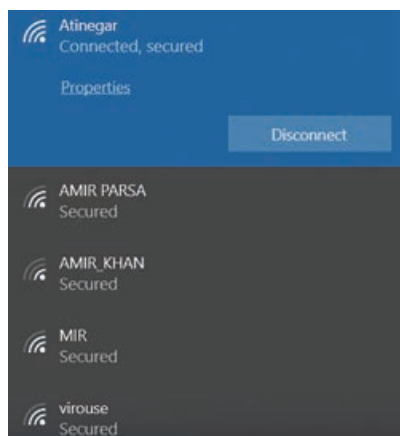 Atinegar
Connected, secured
Properties
Disconnect
AMIR PARSA
Secured
AMIR_KHAN
Secured
MIR
Secured
virouse
Secured